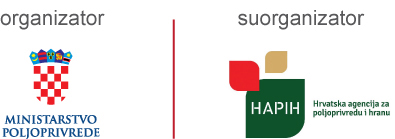 organizator
suorganizator
MINISTARSTVO
POLJOPRIVREDE
HAPIH
Hrvatska agencija za
poljoprivredu i hranu